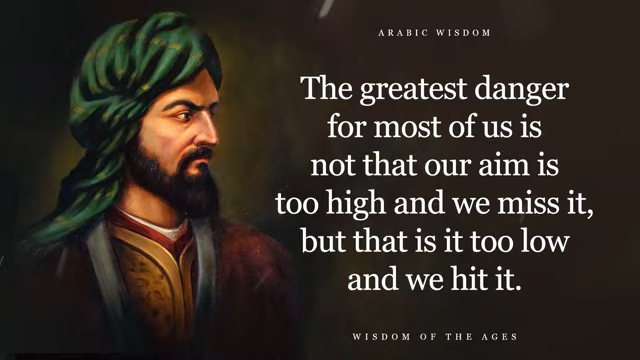 ARABIC WISDOM
The greatest danger
for most of us is
not that our aim is
too high and we miss it,
but that is it too low
and we hit it.
WISDOM OF THE AGES